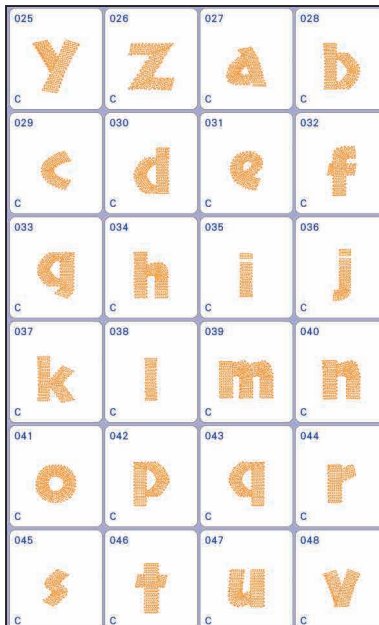 025 026 027 028
Y Z a b
C C C C
029 030 031 032
c d e f
C C C C
033 034 035 036
g h i j
C C C C
037 038 039 040
k l m n
C C C C
041 042 043 044
o p q r
C C C C
045 046 047 048
s t u v
C C C C